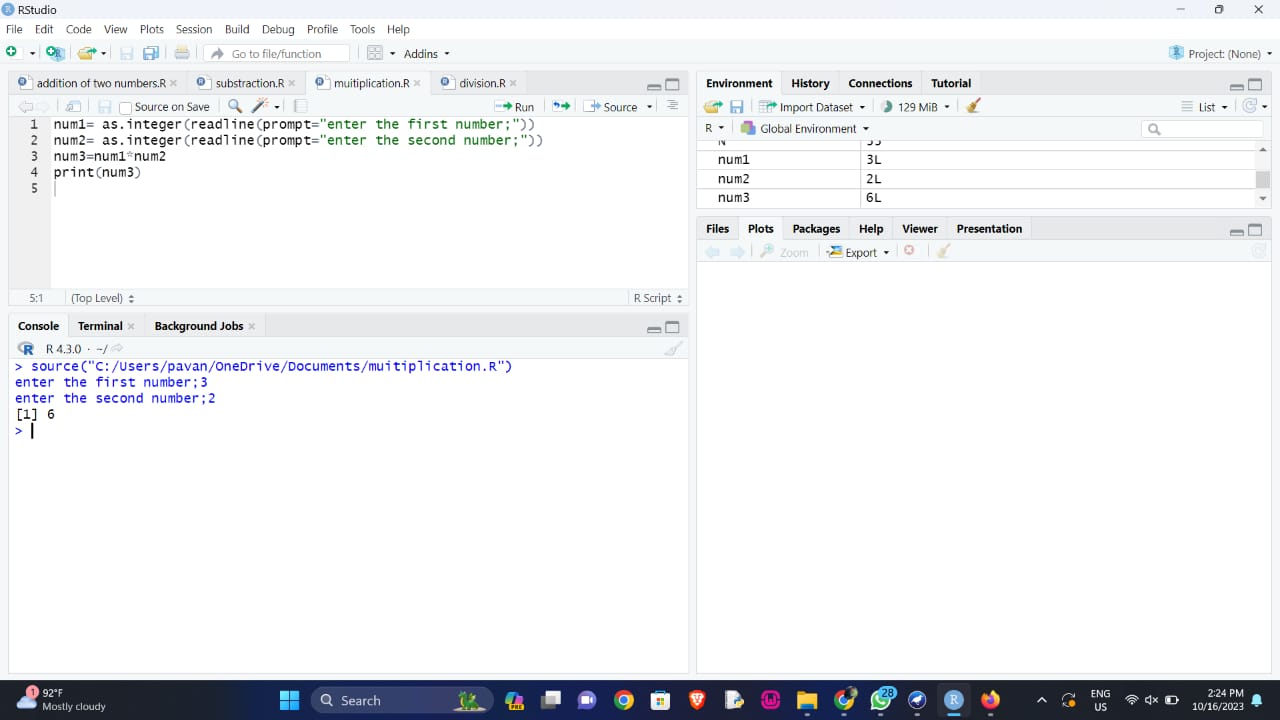 RStudio
File Edit Code View Plots Session Build Debug Profile Tools Help
Go to file/function Addins Project: (None)
addition of two numbers.R substraction.R muitiplication.R division.R
Source on Save Run Source
1 num1= as.integer(readline(prompt="enter the first number;"))
2 num2= as.integer(readline(prompt="enter the second number;"))
3 num3=num1*num2
4 print(num3)
5
5:1 (Top Level) R Script
Console Terminal Background Jobs
R 4.3.0 · ~/
> source("C:/Users/pavan/OneDrive/Documents/muitiplication.R")
enter the first number;3
enter the second number;2
[1] 6
>
Environment History Connections Tutorial
Import Dataset 129 MiB List
R Global Environment
num1 3L
num2 2L
num3 6L
Files Plots Packages Help Viewer Presentation
Zoom Export
1 92°F
Mostly cloudy
Search
PRE
28
ENG
US
2:24 PM
10/16/2023